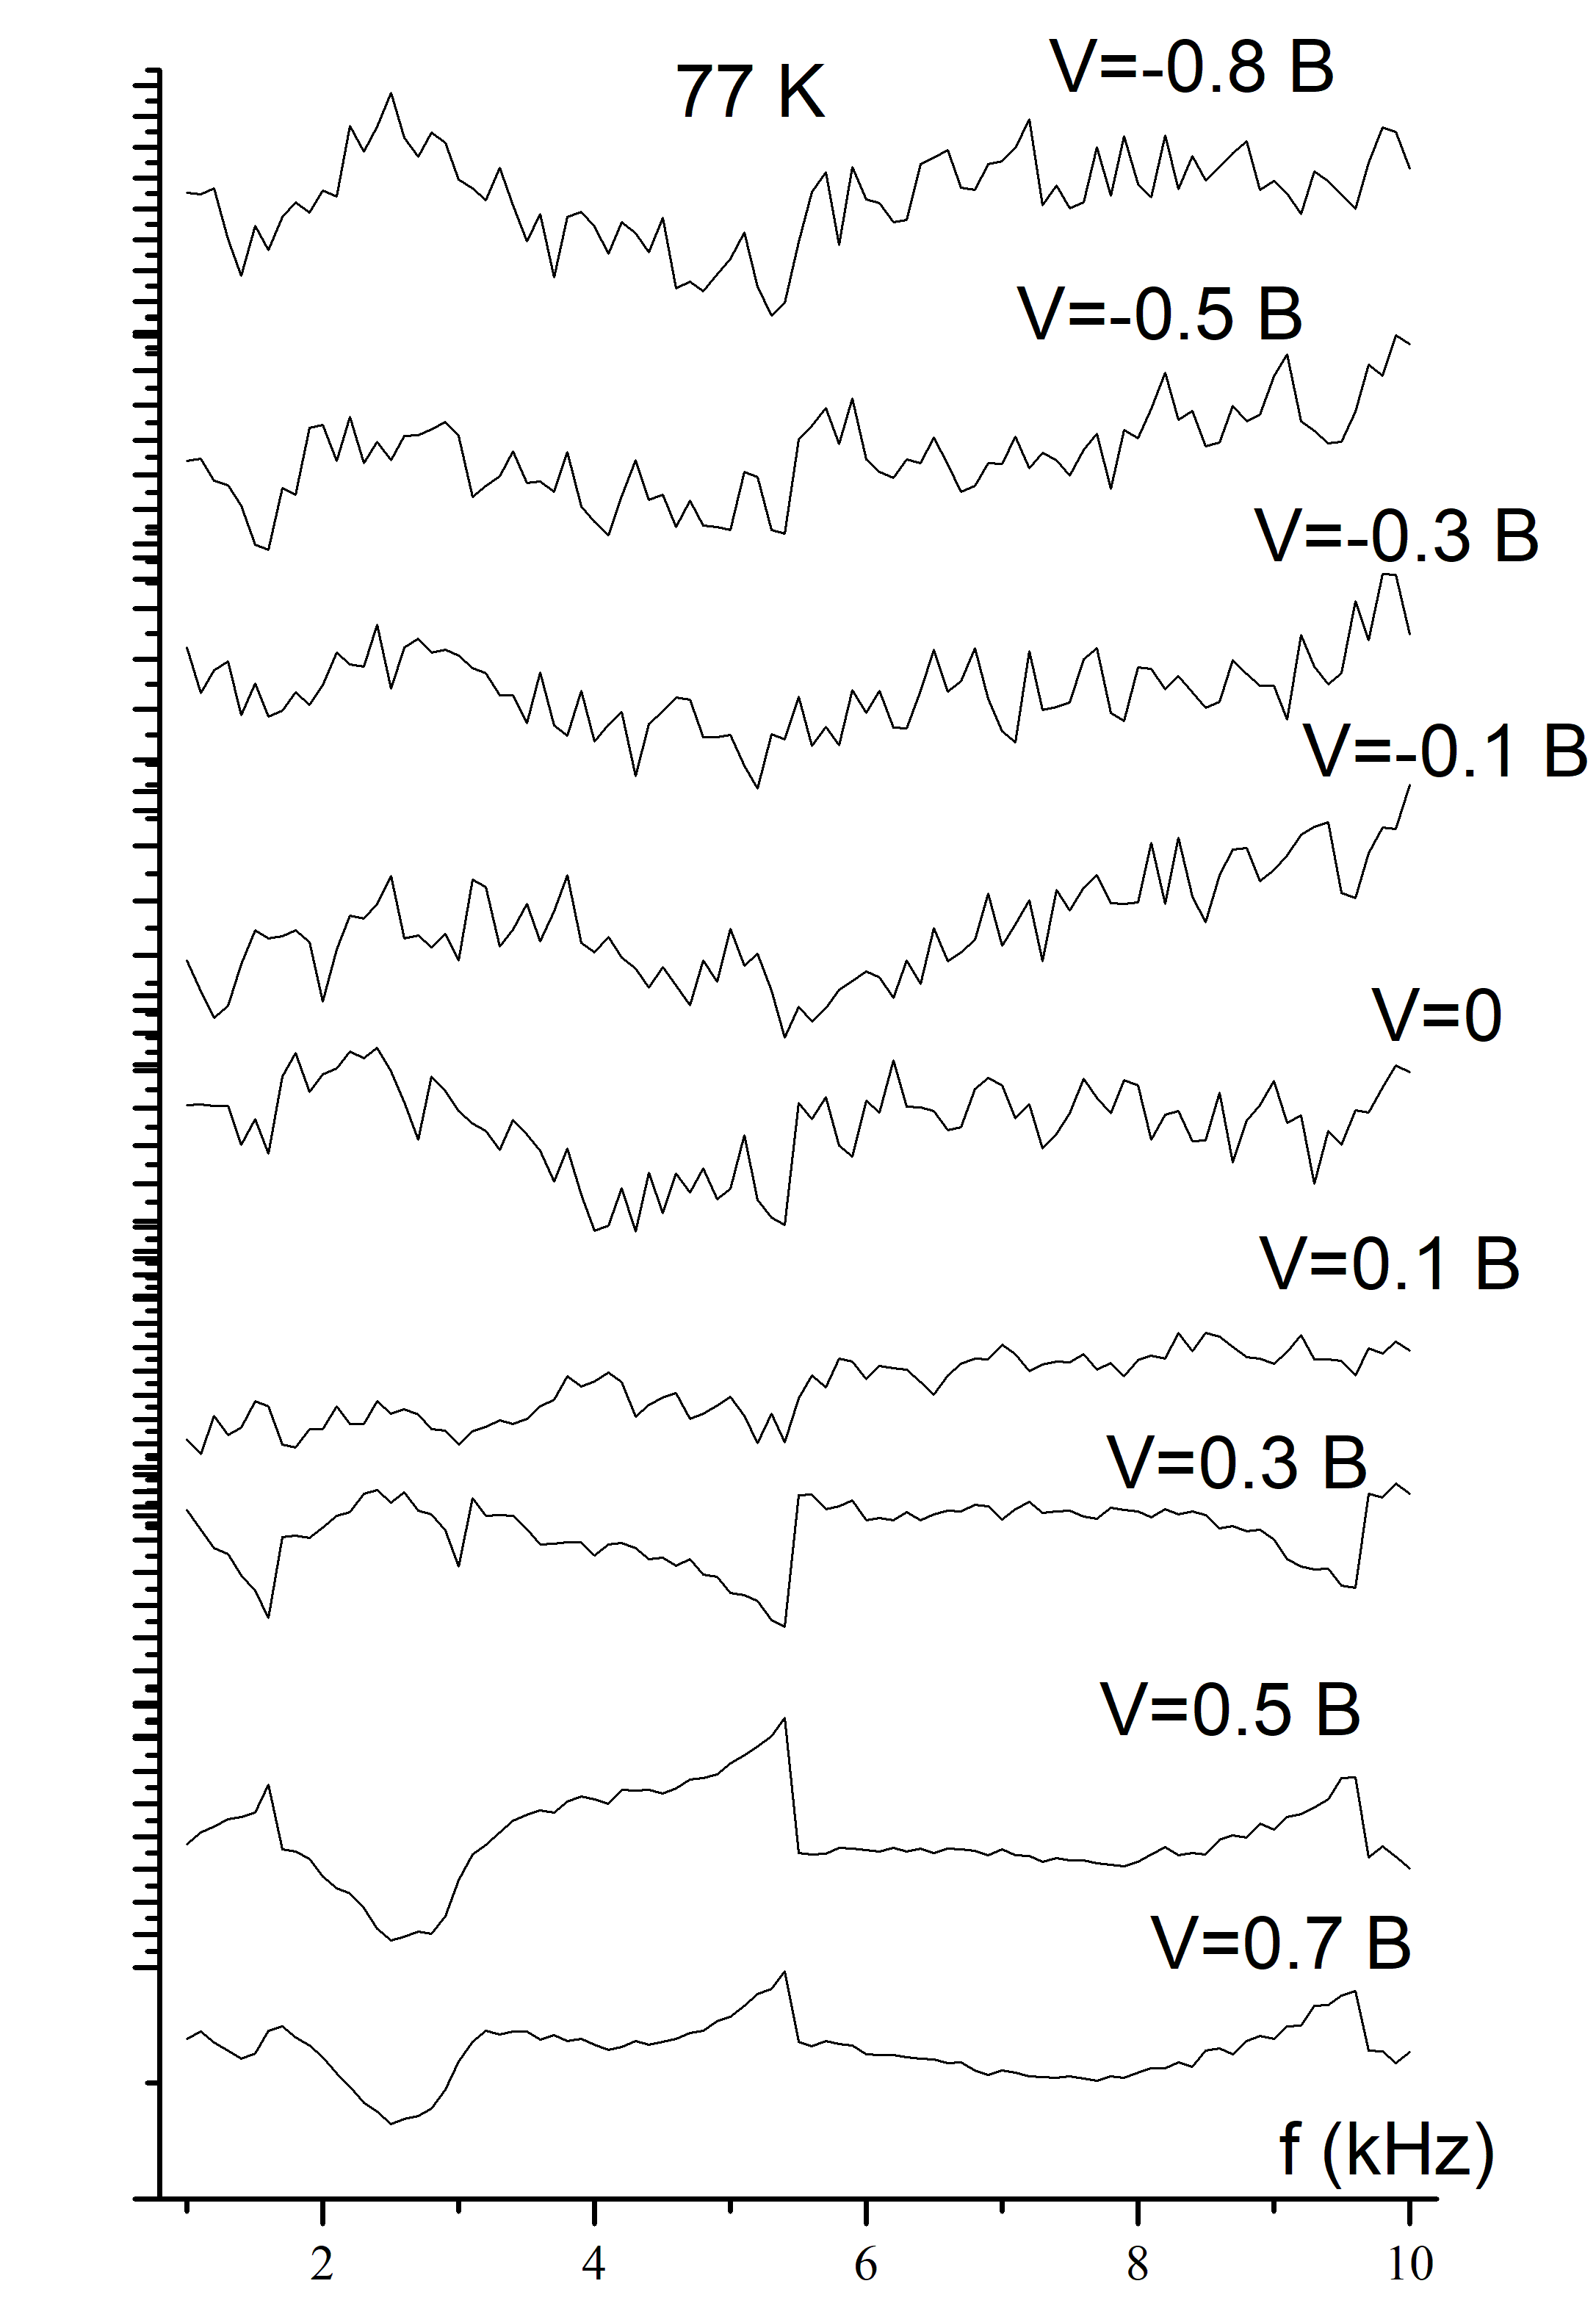 V=-0.8 В
77 K
V=-0.5 В
V=-0.3 В
V=-0.1 В
V=0
V=0.1 В
V=0.3 В
V=0.5 В
V=0.7 В
f (kHz)
2 4 6 8 10